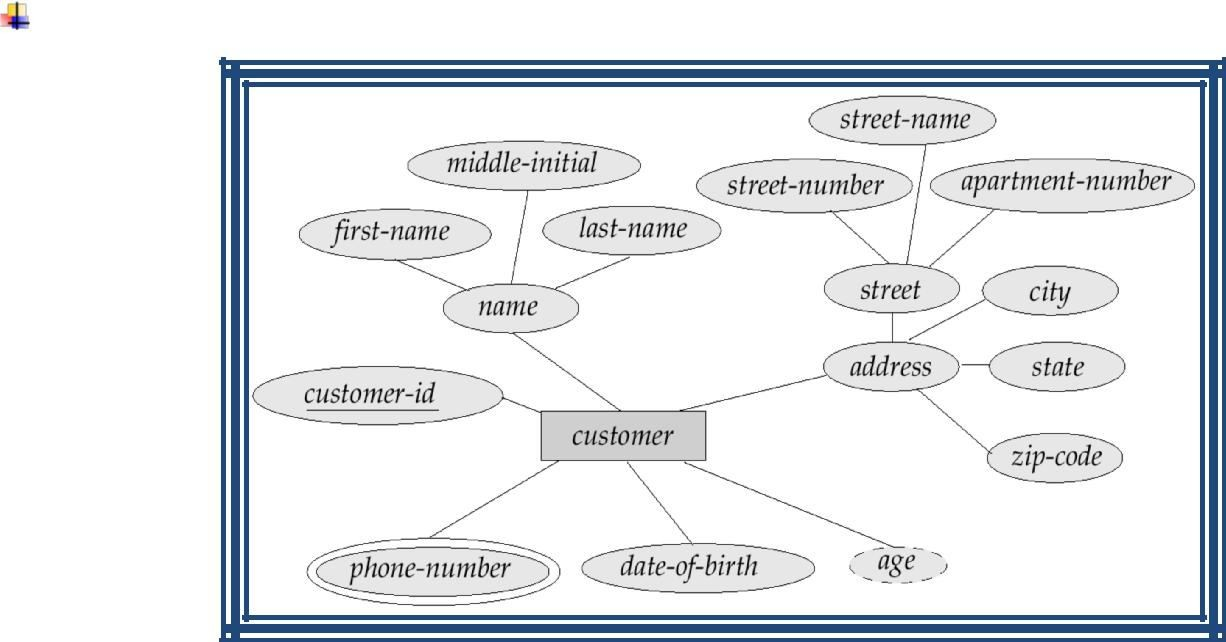 street-name
middle-initial
street-number
apartment-number
first-name
last-name
name
street
city
address
state
customer-id
customer
zip-code
phone-number
date-of-birth
age